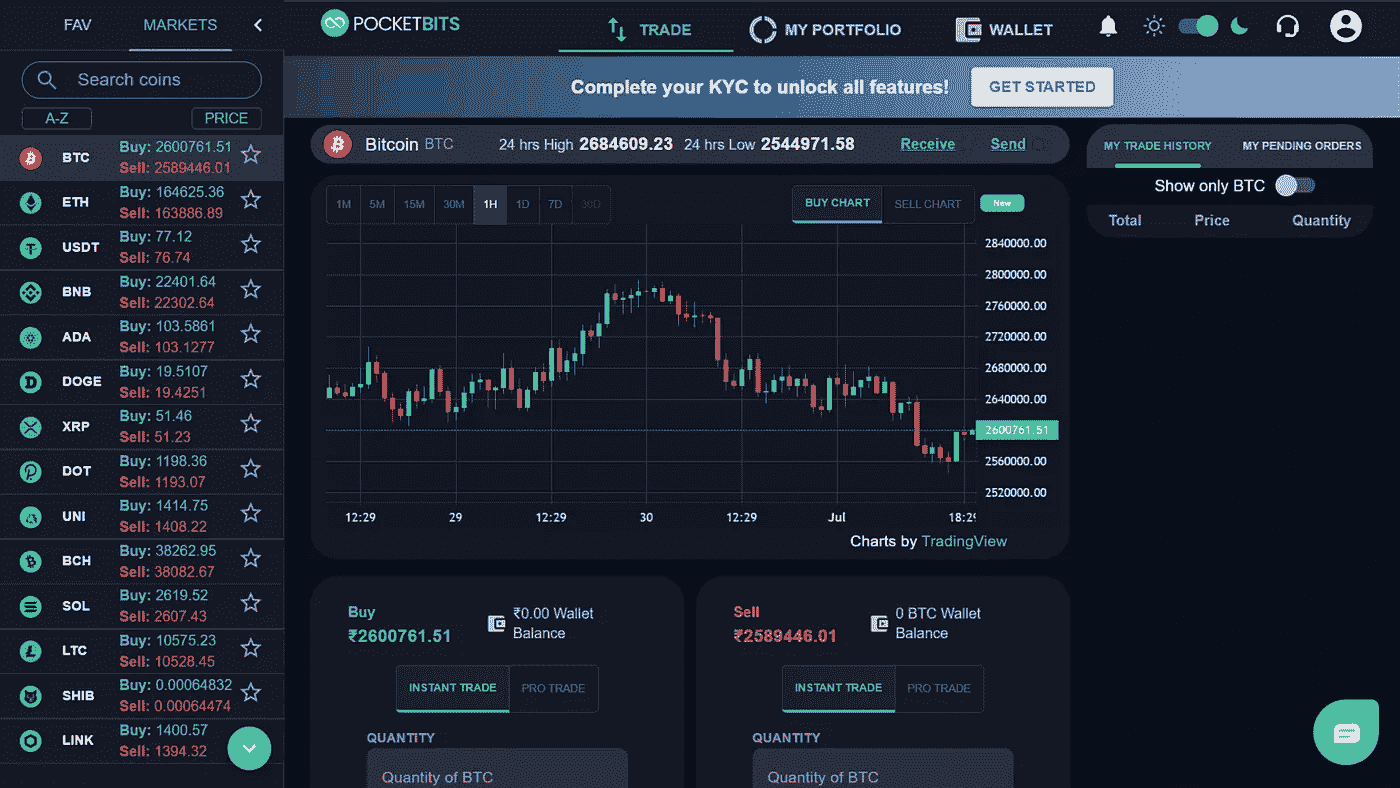 FAV MARKETS
POCKETBITS
TRADE MY PORTFOLIO WALLET
Complete your KYC to unlock all features! GET STARTED
Search coins
A-Z PRICE
BTC Buy: 2600761.51
Sell: 2589446.01
ETH Buy: 164625.36
Sell: 163886.89
USDT Buy: 77.12
Sell: 76.74
BNB Buy: 22401.64
Sell: 22302.64
ADA Buy: 103.5861
Sell: 103.1277
DOGE Buy: 19.5107
Sell: 19.4251
XRP Buy: 51.46
Sell: 51.23
DOT Buy: 1198.36
Sell: 1193.07
UNI Buy: 1414.75
Sell: 1408.22
BCH Buy: 38262.95
Sell: 38082.67
SOL Buy: 2619.52
Sell: 2607.43
LTC Buy: 10575.23
Sell: 10528.45
SHIB Buy: 0.00064832
Sell: 0.00064474
LINK Buy: 1400.57
Sell: 1394.32
Bitcoin BTC 24 hrs High 2684609.23 24 hrs Low 2544971.58 Receive Send
1M 5M 15M 30M 1H 1D 7D 30D BUY CHART SELL CHART New
2840000.00
2800000.00
2760000.00
2720000.00
2680000.00
2640000.00
2600761.51
2560000.00
2520000.00
12:29 29 12:29 30 12:29 Jul 18:29
Charts by TradingView
Buy
₹2600761.51
₹0.00 Wallet
Balance
INSTANT TRADE PRO TRADE
QUANTITY
Quantity of BTC
Sell
₹2589446.01
0 BTC Wallet
Balance
INSTANT TRADE PRO TRADE
QUANTITY
Quantity of BTC
MY TRADE HISTORY MY PENDING ORDERS
Show only BTC
Total Price Quantity